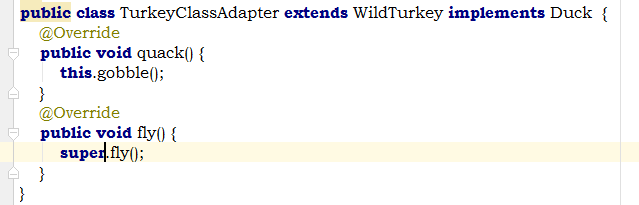 public class TurkeyClassAdapter extends WildTurkey implements Duck {
@Override
public void quack() {
this.gobble();
}
@Override
public void fly() {
super.fly();
}
}